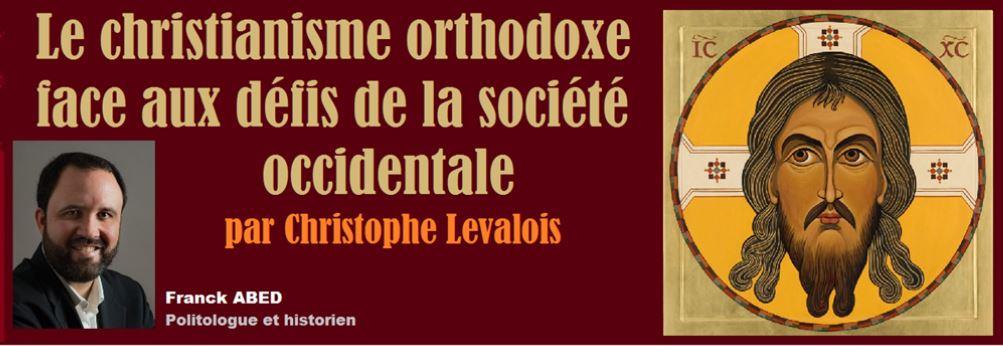 Le christianisme orthodoxe
face aux défis de la société
occidentale
par Christophe Levalois
Franck ABED
Politologue et historien
IC XC